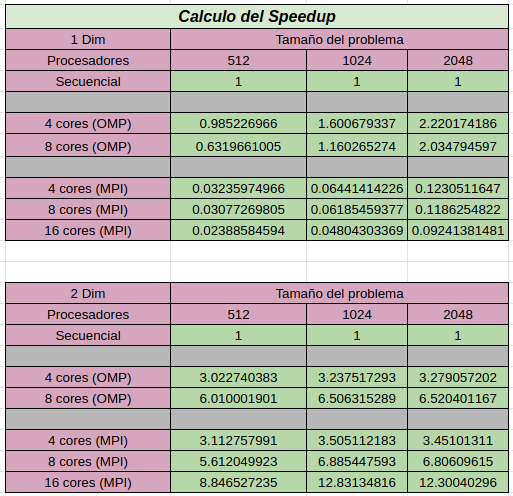 Calculo del Speedup
1 Dim Tamaño del problema
Procesadores 512 1024 2048
Secuencial 1 1 1
4 cores (OMP) 0.985226966 1.600679337 2.220174186
8 cores (OMP) 0.6319661005 1.160265274 2.034794597
4 cores (MPI) 0.03235974966 0.06441414226 0.1230511647
8 cores (MPI) 0.03077269805 0.06185459377 0.1186254822
16 cores (MPI) 0.02388584594 0.04804303369 0.09241381481
2 Dim Tamaño del problema
Procesadores 512 1024 2048
Secuencial 1 1 1
4 cores (OMP) 3.022740383 3.237517293 3.279057202
8 cores (OMP) 6.010001901 6.506315289 6.520401167
4 cores (MPI) 3.112757991 3.505112183 3.45101311
8 cores (MPI) 5.612049923 6.885447593 6.80609615
16 cores (MPI) 8.846527235 12.83134816 12.30040296